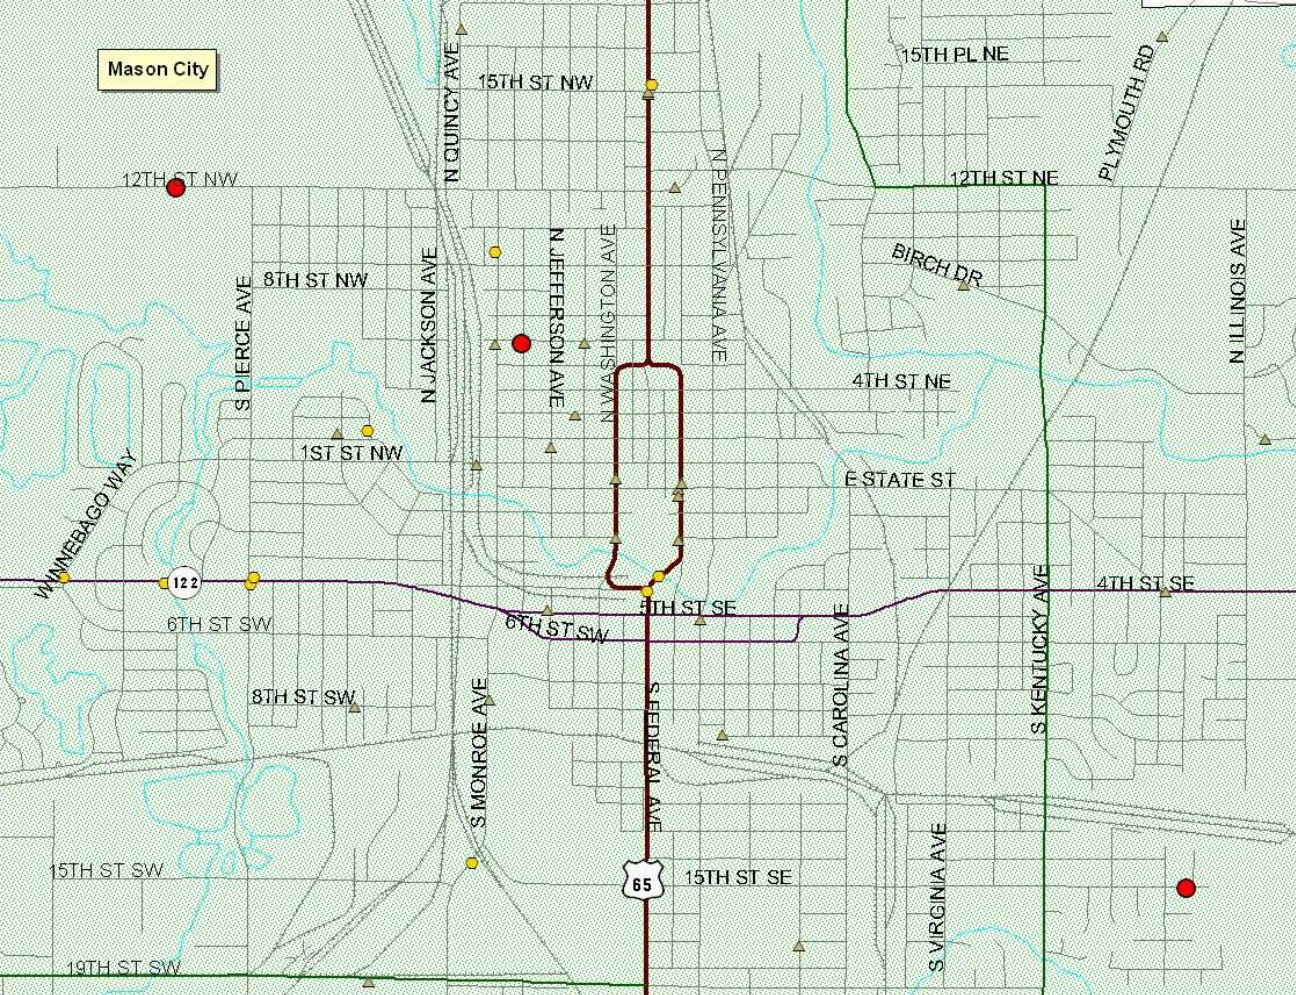 Mason City
15TH PL NE
15TH ST NW
N QUINCY AVE
PLYMOUTH RD
12TH ST NW
12TH ST NE
N PENNSYLVANIA AVE
BIRCH DR
N ILLINOIS AVE
8TH ST NW
S PIERCE AVE
N JACKSON AVE
N JEFFERSON AVE
N WASHINGTON AVE
4TH ST NE
1ST ST NW
E STATE ST
WINNEBAGO WAY
122
4TH ST SE
5TH ST SE
6TH ST SW
6TH ST SW
S CAROLINA AVE
S KENTUCKY AVE
8TH ST SW
S MONROE AVE
S FEDERAL AVE
15TH ST SW
65
15TH ST SE
S VIRGINIA AVE
19TH ST SW